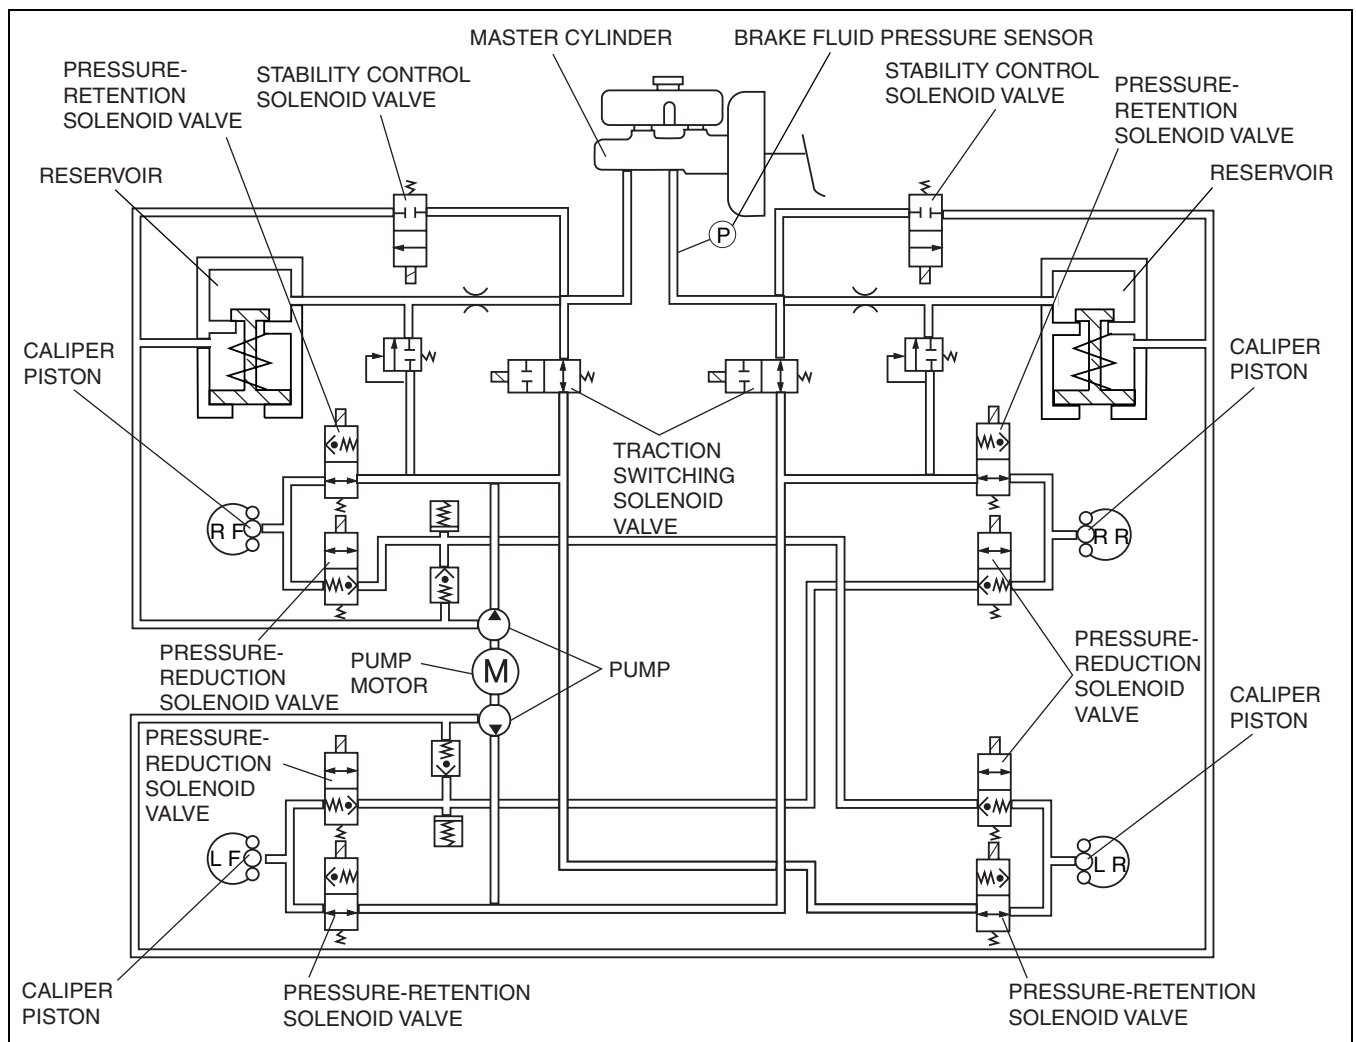 MASTER CYLINDER
BRAKE FLUID PRESSURE SENSOR
PRESSURE-
RETENTION
SOLENOID VALVE
STABILITY CONTROL
SOLENOID VALVE
STABILITY CONTROL
SOLENOID VALVE
PRESSURE-
RETENTION
SOLENOID VALVE
RESERVOIR
RESERVOIR
P
CALIPER
PISTON
CALIPER
PISTON
TRACTION
SWITCHING
SOLENOID
VALVE
R F
R R
PRESSURE-
REDUCTION
SOLENOID VALVE
PUMP
MOTOR
M
PUMP
PRESSURE-
REDUCTION
SOLENOID
VALVE
CALIPER
PISTON
PRESSURE-
REDUCTION
SOLENOID
VALVE
L F
L R
CALIPER
PISTON
PRESSURE-RETENTION
SOLENOID VALVE
PRESSURE-RETENTION
SOLENOID VALVE